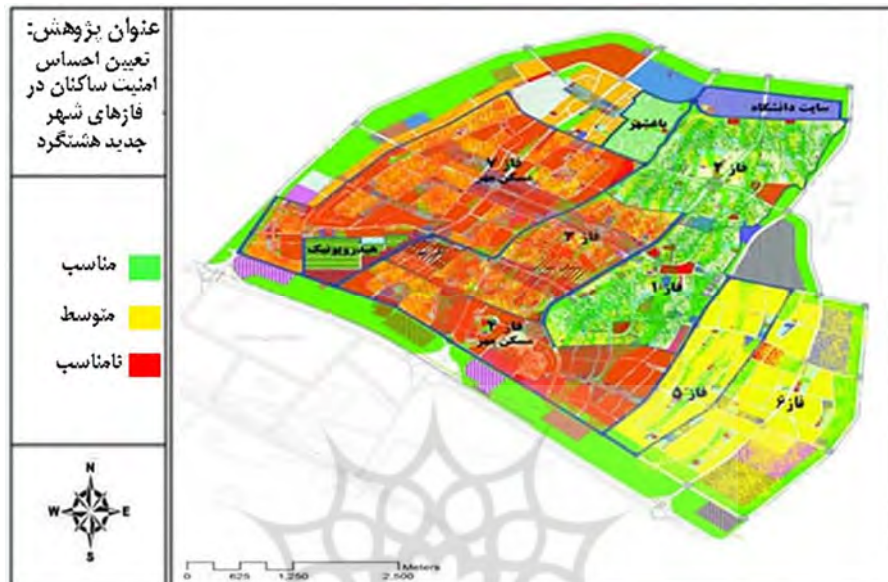 عنوان پژوهش:
تعیین احساس
امنیت ساکنان در
فازهای شهر
جدید هشتگرد
مناسب
متوسط
نامناسب
N
W E
S
سایت دانشگاه
باغشهر
فاز ۲
فاز ۷
مسکن مهر
فاز ۳
هیدروپونیک
فاز ۱
فاز ۴
مسکن مهر
فاز ۵
فاز ۶
Meters
0 625 1,250 2,500